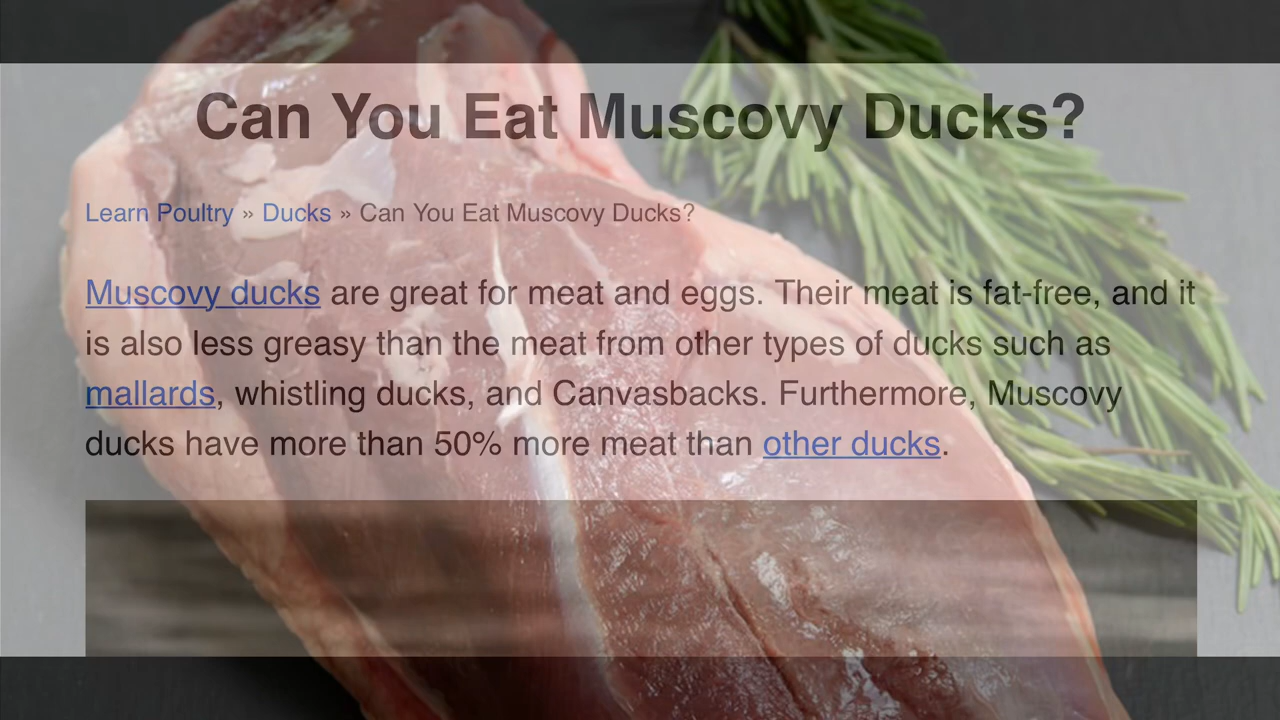 Can You Eat Muscovy Ducks?
Learn Poultry » Ducks » Can You Eat Muscovy Ducks?
Muscovy ducks are great for meat and eggs. Their meat is fat-free, and it
is also less greasy than the meat from other types of ducks such as
mallards, whistling ducks, and Canvasbacks. Furthermore, Muscovy
ducks have more than 50% more meat than other ducks.